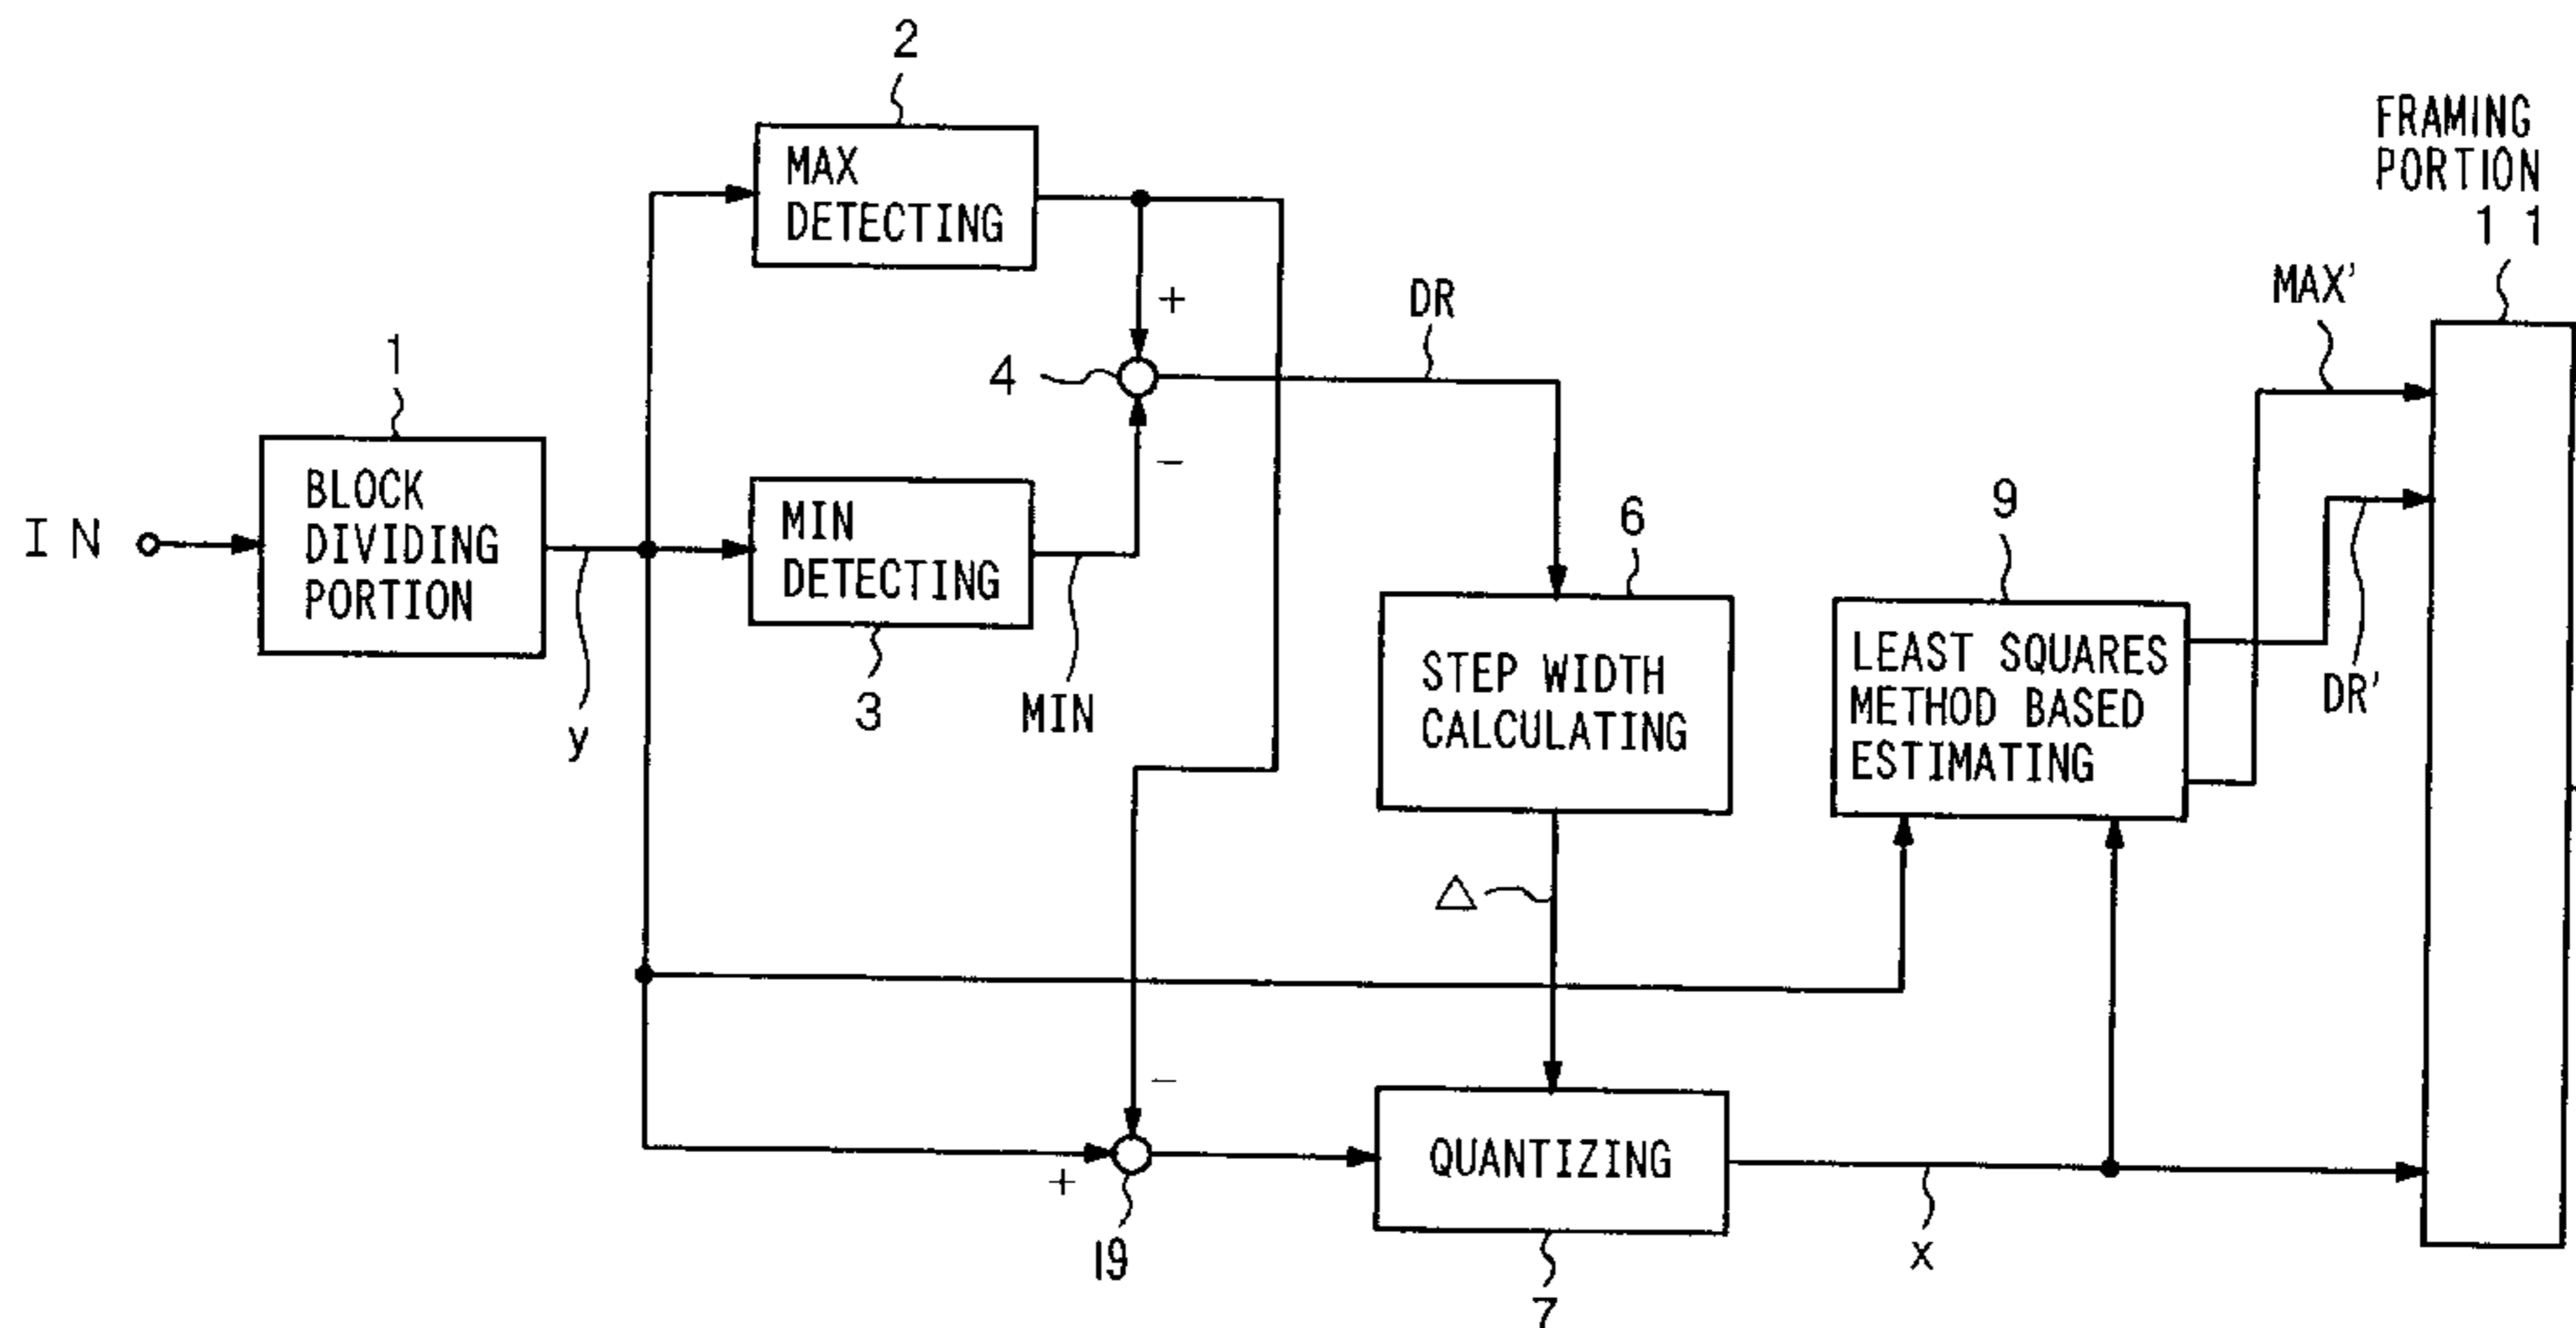 2
FRAMING
PORTION
1 1
MAX
DETECTING
+
DR
MAX'
4
1
−
BLOCK
DIVIDING
PORTION
I N
y
MIN
DETECTING
3
MIN
6
STEP WIDTH
CALCULATING
9
LEAST SQUARES
METHOD BASED
ESTIMATING
DR'
△
−
+
19
QUANTIZING
7
x